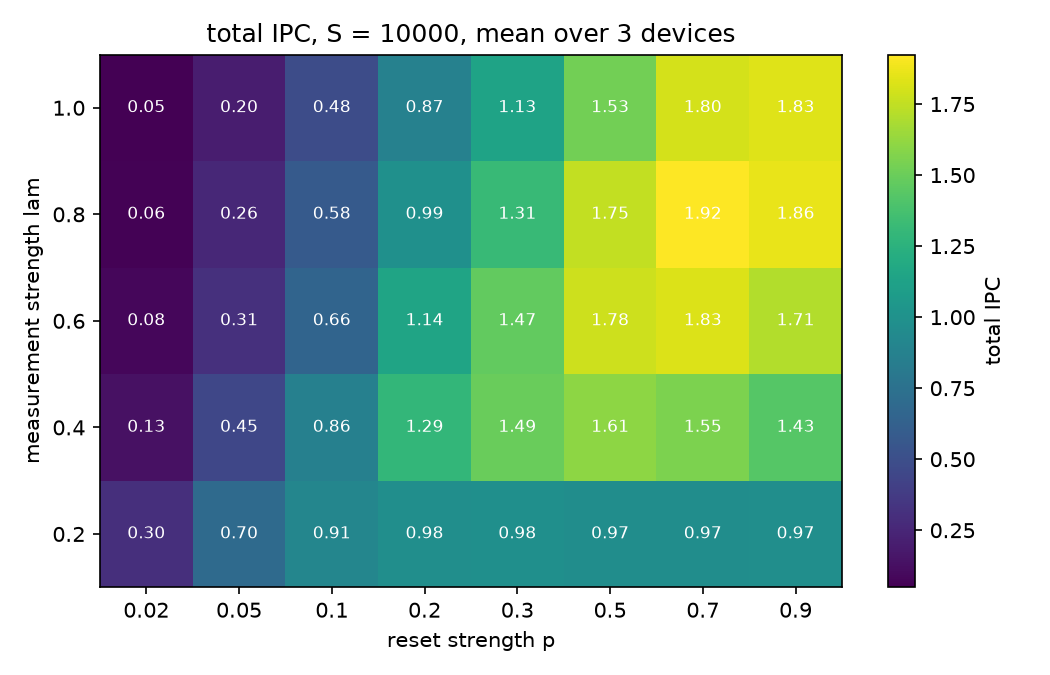 total IPC, S = 10000, mean over 3 devices
measurement strength lam
1.0 0.05 0.20 0.48 0.87 1.13 1.53 1.80 1.83
0.8 0.06 0.26 0.58 0.99 1.31 1.75 1.92 1.86
0.6 0.08 0.31 0.66 1.14 1.47 1.78 1.83 1.71
0.4 0.13 0.45 0.86 1.29 1.49 1.61 1.55 1.43
0.2 0.30 0.70 0.91 0.98 0.98 0.97 0.97 0.97
0.02 0.05 0.1 0.2 0.3 0.5 0.7 0.9
reset strength p
1.75
1.50
1.25
1.00
0.75
0.50
0.25
total IPC